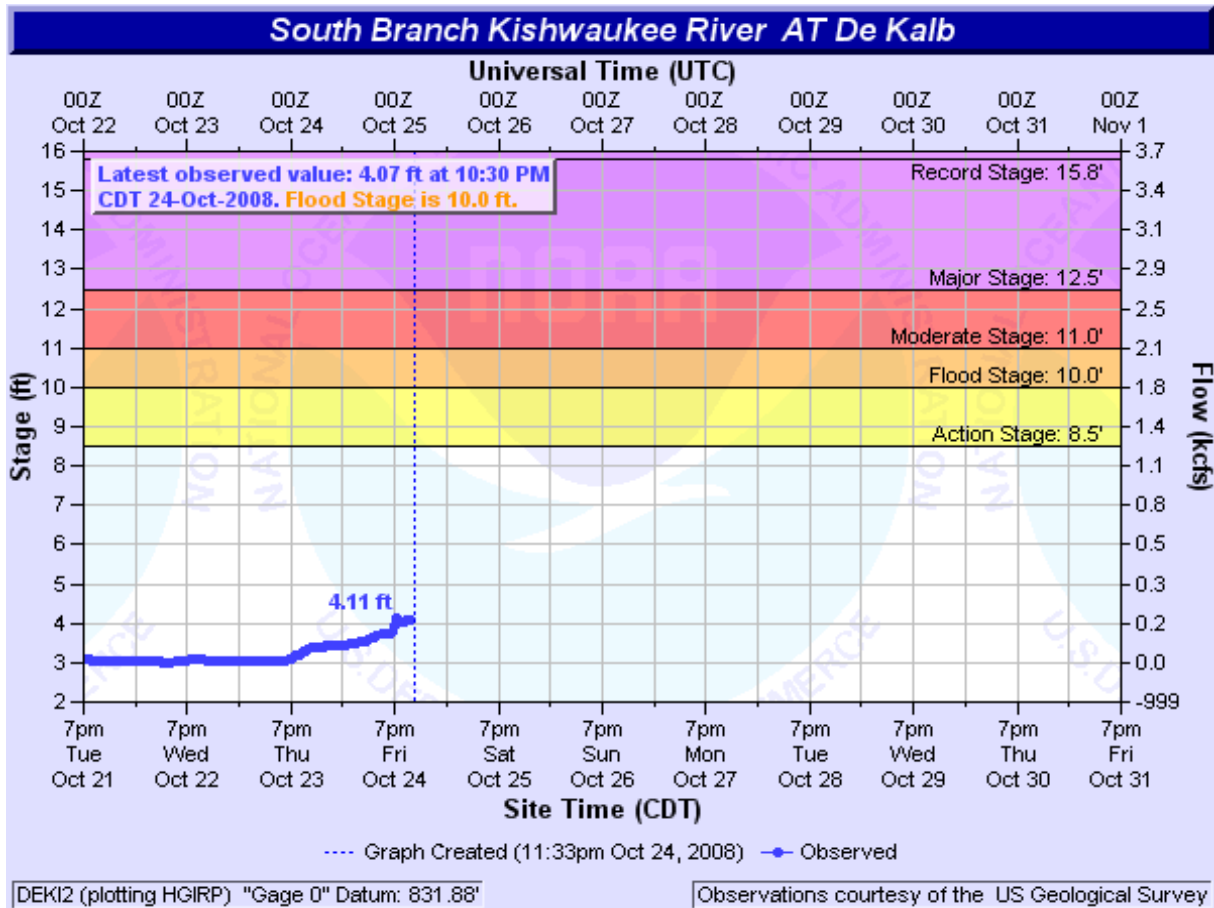 South Branch Kishwaukee River AT De Kalb
Universal Time (UTC)
00Z 00Z 00Z 00Z 00Z 00Z 00Z 00Z 00Z 00Z 00Z
Oct 22 Oct 23 Oct 24 Oct 25 Oct 26 Oct 27 Oct 28 Oct 29 Oct 30 Oct 31 Nov 1
Latest observed value: 4.07 ft at 10:30 PM
CDT 24-Oct-2008. Flood Stage is 10.0 ft.
Record Stage: 15.8'
Major Stage: 12.5'
Moderate Stage: 11.0'
Flood Stage: 10.0'
Action Stage: 8.5'
NOAA
Stage (ft)
16
15
14
13
12
11
10
9
8
7
6
5
4
3
2
Flow (kcfs)
3.7
3.4
3.1
2.9
2.5
2.1
1.8
1.4
1.1
0.8
0.5
0.3
0.2
0.0
-999
4.11 ft
7pm 7pm 7pm 7pm 7pm 7pm 7pm 7pm 7pm 7pm 7pm
Tue Wed Thu Fri Sat Sun Mon Tue Wed Thu Fri
Oct 21 Oct 22 Oct 23 Oct 24 Oct 25 Oct 26 Oct 27 Oct 28 Oct 29 Oct 30 Oct 31
Site Time (CDT)
Graph Created (11:33pm Oct 24, 2008) Observed
DEKI2 (plotting HGIRP) "Gage 0" Datum: 831.88'
Observations courtesy of the US Geological Survey